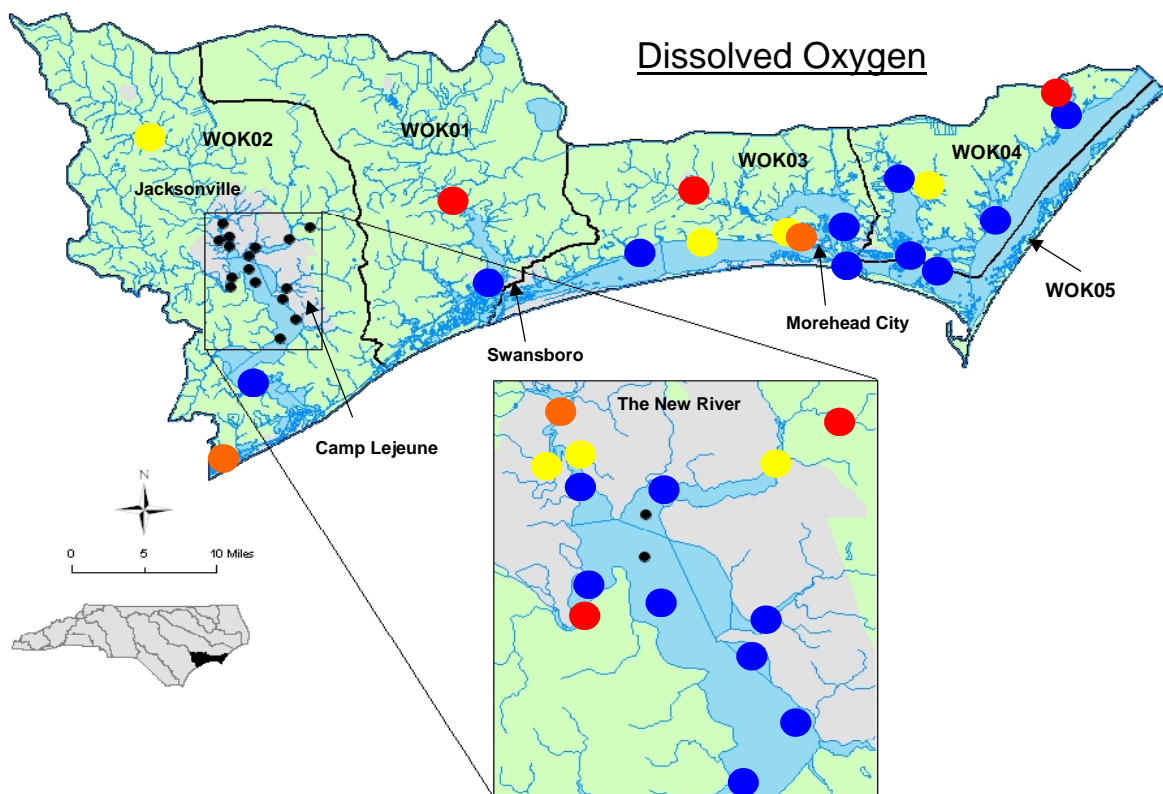 Dissolved Oxygen
WOK01
WOK02
WOK03
WOK04
Jacksonville
WOK05
Morehead City
Swansboro
The New River
Camp Lejeune
N
0 5 10 Miles